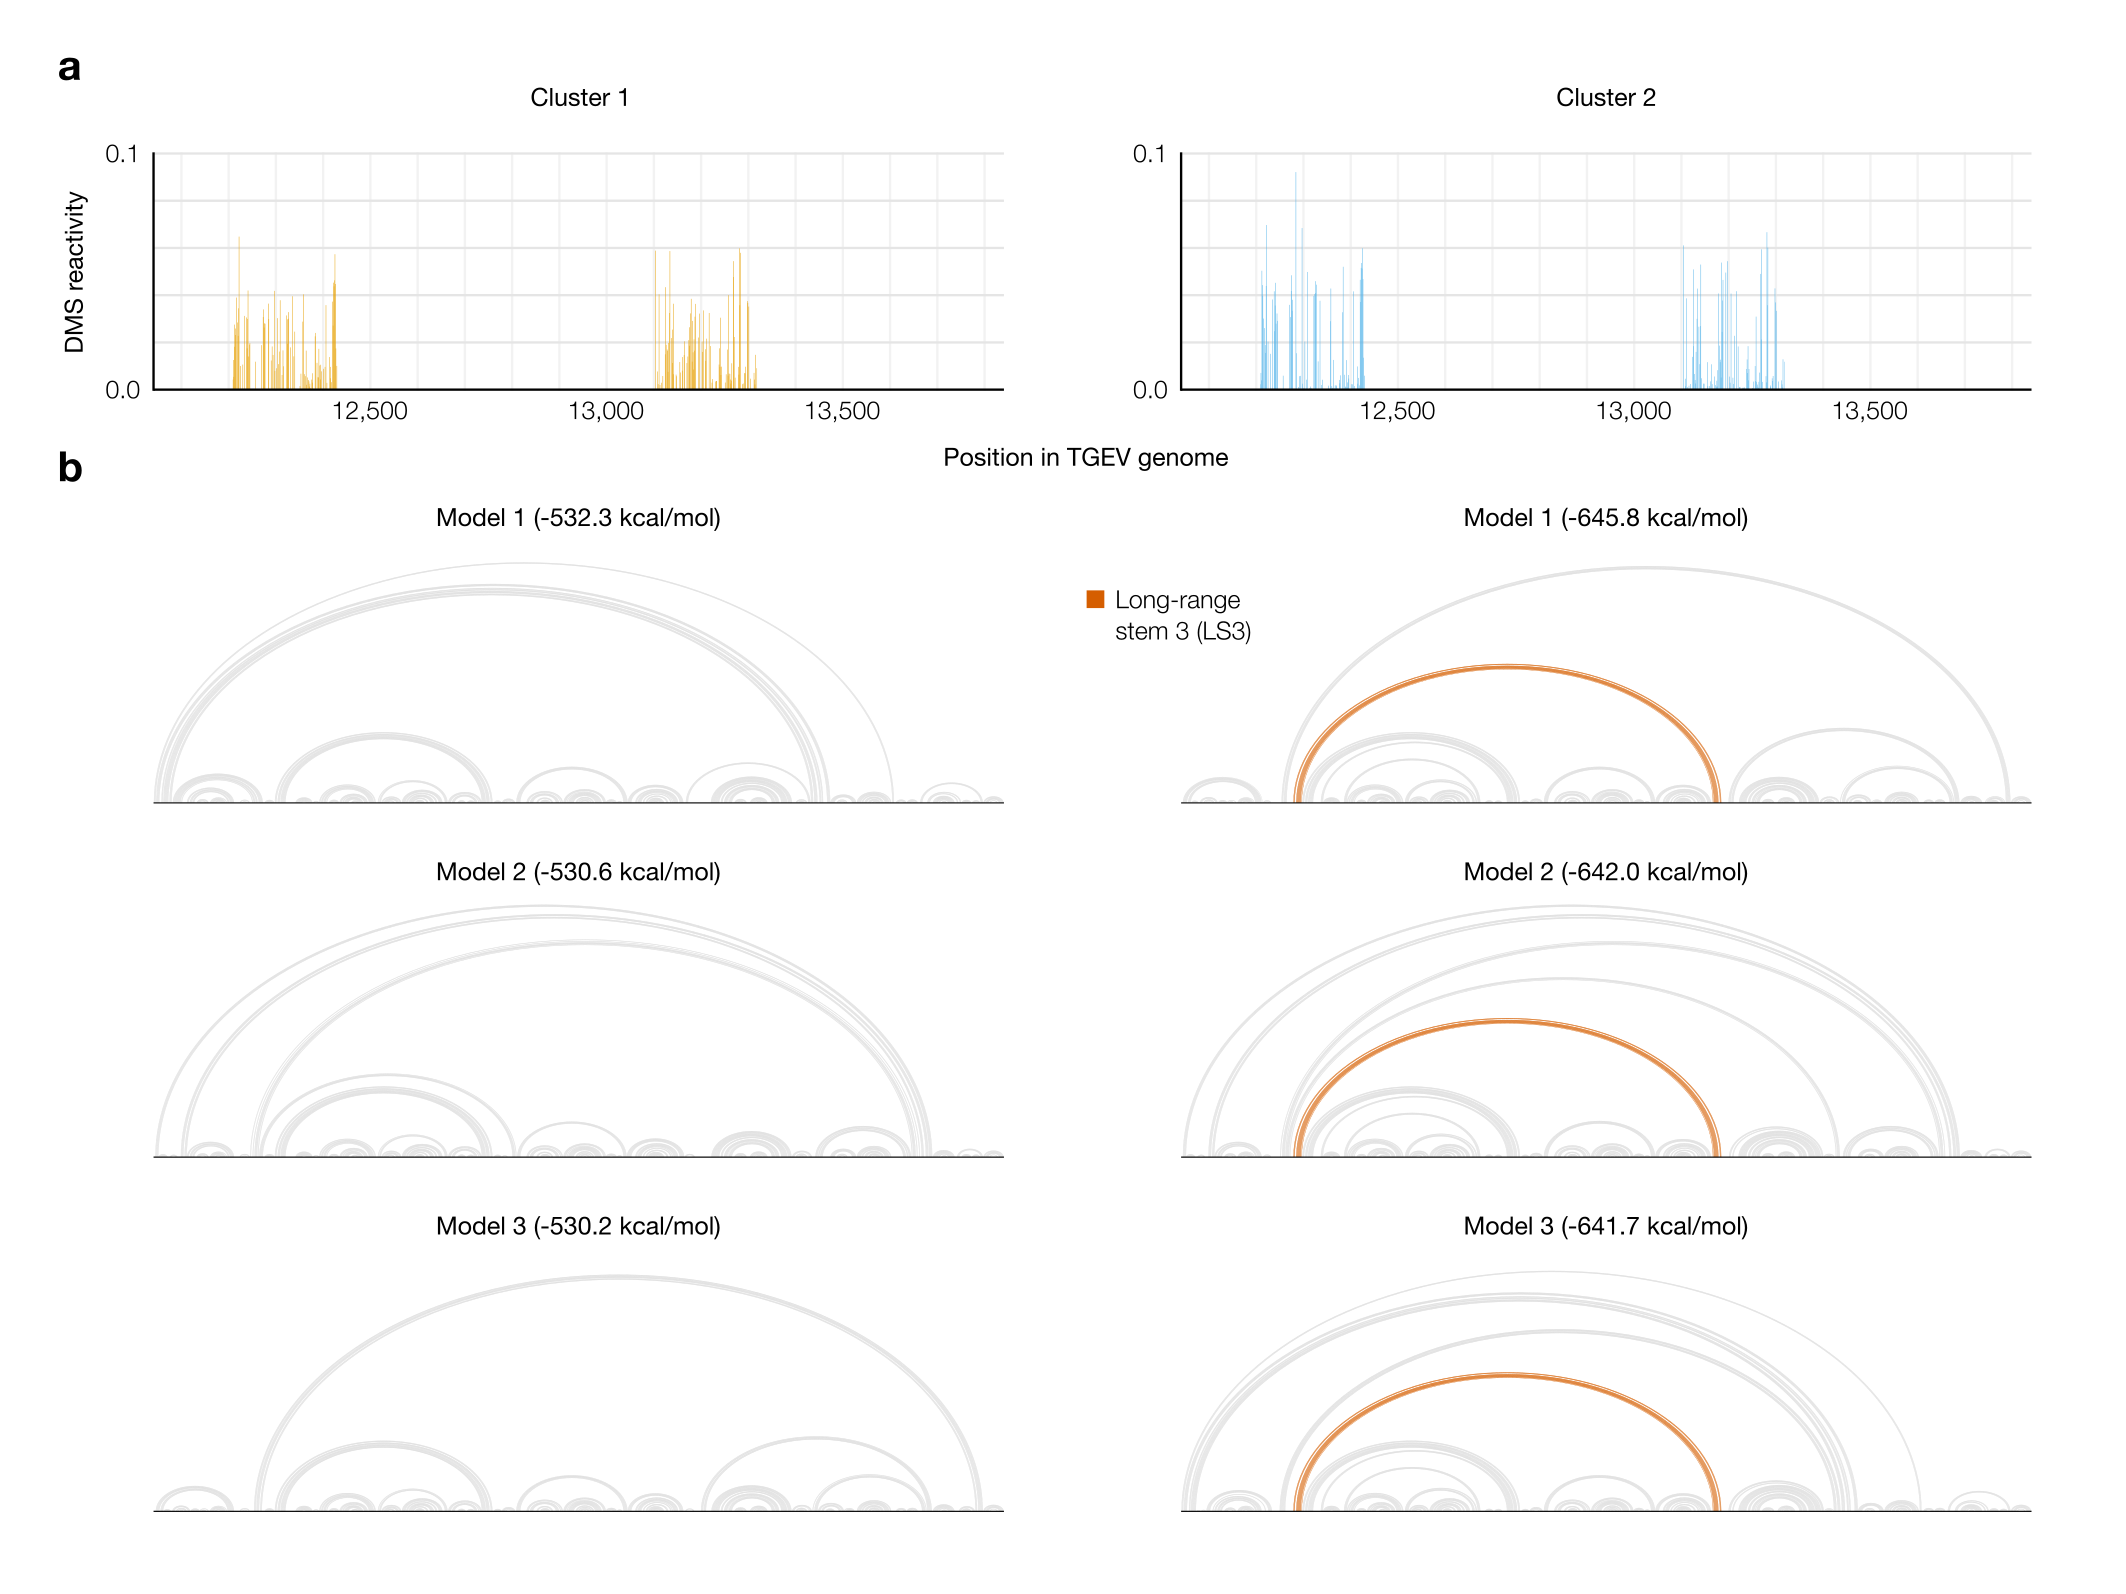 a
Cluster 1
Cluster 2
0.1
0.0
DMS reactivity
12,500
13,000
13,500
0.1
0.0
12,500
13,000
13,500
Position in TGEV genome
b
Model 1 (-532.3 kcal/mol)
Model 1 (-645.8 kcal/mol)
Long-range
stem 3 (LS3)
Model 2 (-530.6 kcal/mol)
Model 2 (-642.0 kcal/mol)
Model 3 (-530.2 kcal/mol)
Model 3 (-641.7 kcal/mol)